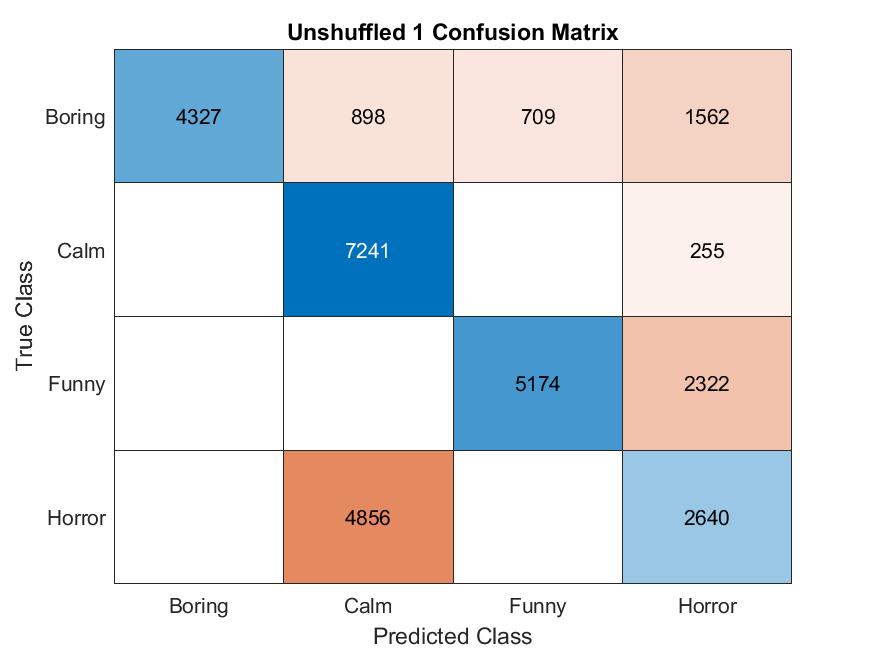 Unshuffled 1 Confusion Matrix
Boring 4327 898 709 1562
Calm 7241 255
Funny 5174 2322
Horror 4856 2640
Boring Calm Funny Horror
Predicted Class
True Class